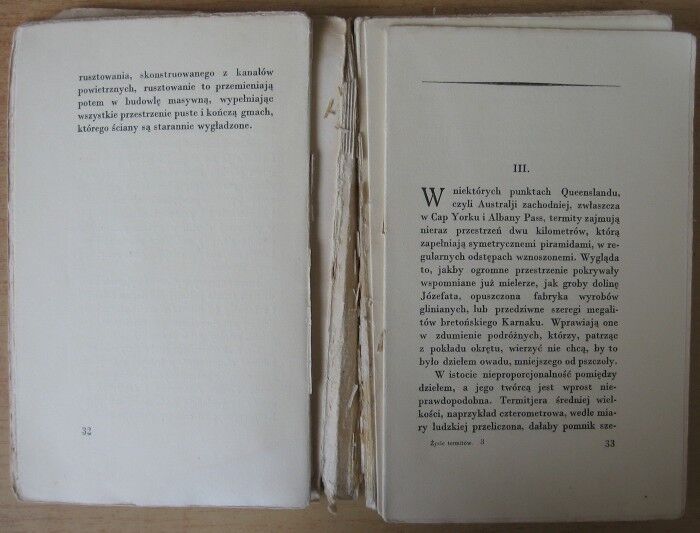 rusztowania, skonstruowanego z kanałów
powietrznych, rusztowanie to przemieniają
potem w budowlę masywną, wypełniając
wszystkie przestrzenie puste i kończą gmach,
którego ściany są starannie wygładzone.
32
III.
W niektórych punktach Queenslandu,
czyli Australji zachodniej, zwłaszcza
w Cap Yorku i Albany Pass, termity zajmują
nieraz przestrzeń dwu kilometrów, którą
zapełniają symetrycznemi piramidami, w re-
gularnych odstępach wznoszonemi. Wygląda
to, jakby ogromne przestrzenie pokrywały
wspomniane już mielerze, jak groby dolinę
Józefata, opuszczona fabryka wyrobów
glinianych, lub przedziwne szeregi megali-
tów bretońskiego Karnaku. Wprawiają one
w zdumienie podróżnych, którzy, patrząc
z pokładu okrętu, wierzyć nie chcą, by to
było dziełem owadu, mniejszego od pszczoły.
W istocie nieproporcjonalność pomiędzy
dziełem, a jego twórcą jest wprost nie-
prawdopodobna. Termitjera średniej wiel-
kości, naprzykład czterometrowa, wedle mia-
ry ludzkiej przeliczona, dałaby pomnik sze-
Życie termitów. 3
33